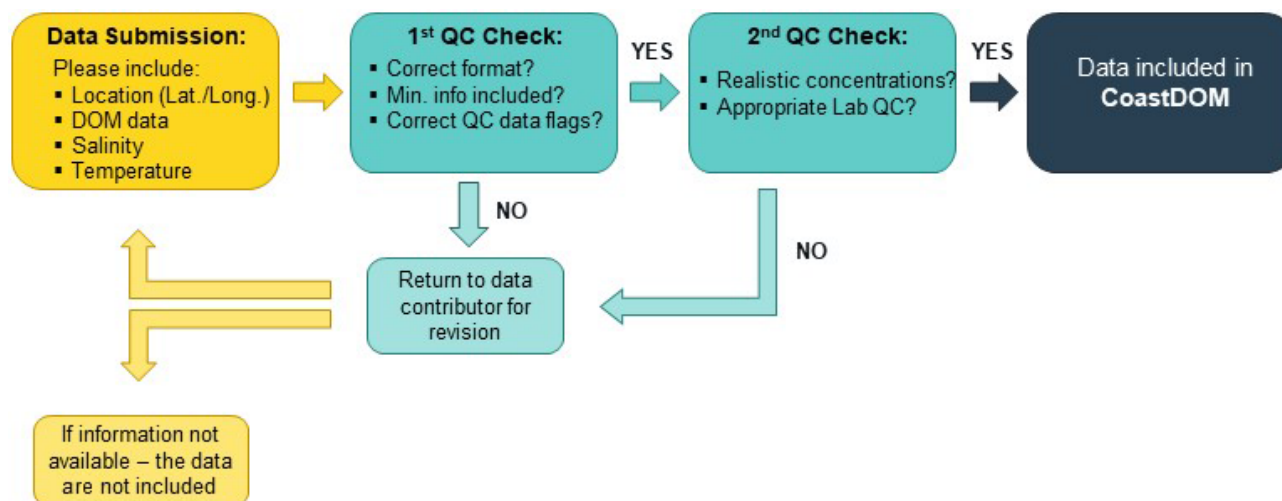 Data Submission:
Please include:
▪ Location (Lat./Long.)
▪ DOM data
▪ Salinity
▪ Temperature
1st QC Check:
▪ Correct format?
▪ Min. info included?
▪ Correct QC data flags?
YES
2nd QC Check:
▪ Realistic concentrations?
▪ Appropriate Lab QC?
YES
Data included in
CoastDOM
NO
NO
Return to data
contributor for
revision
If information not
available – the data
are not included